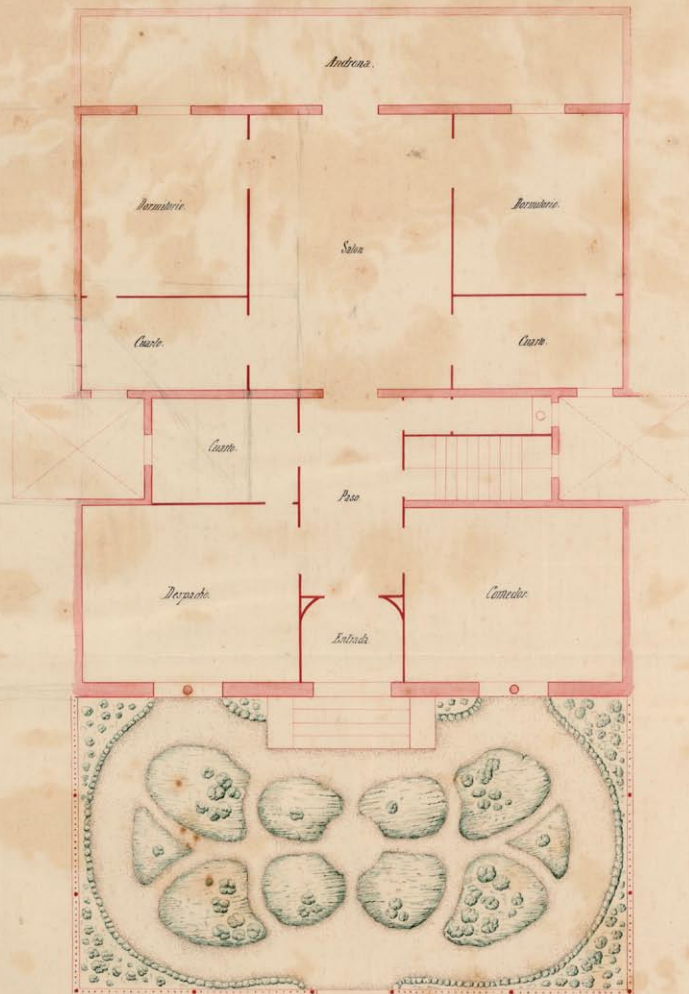 Androna.
Dormitorio.
Dormitorio.
Salon
Cuarto.
Cuarto.
Cuarto.
Paso
Despacho.
Comedor.
Entrada